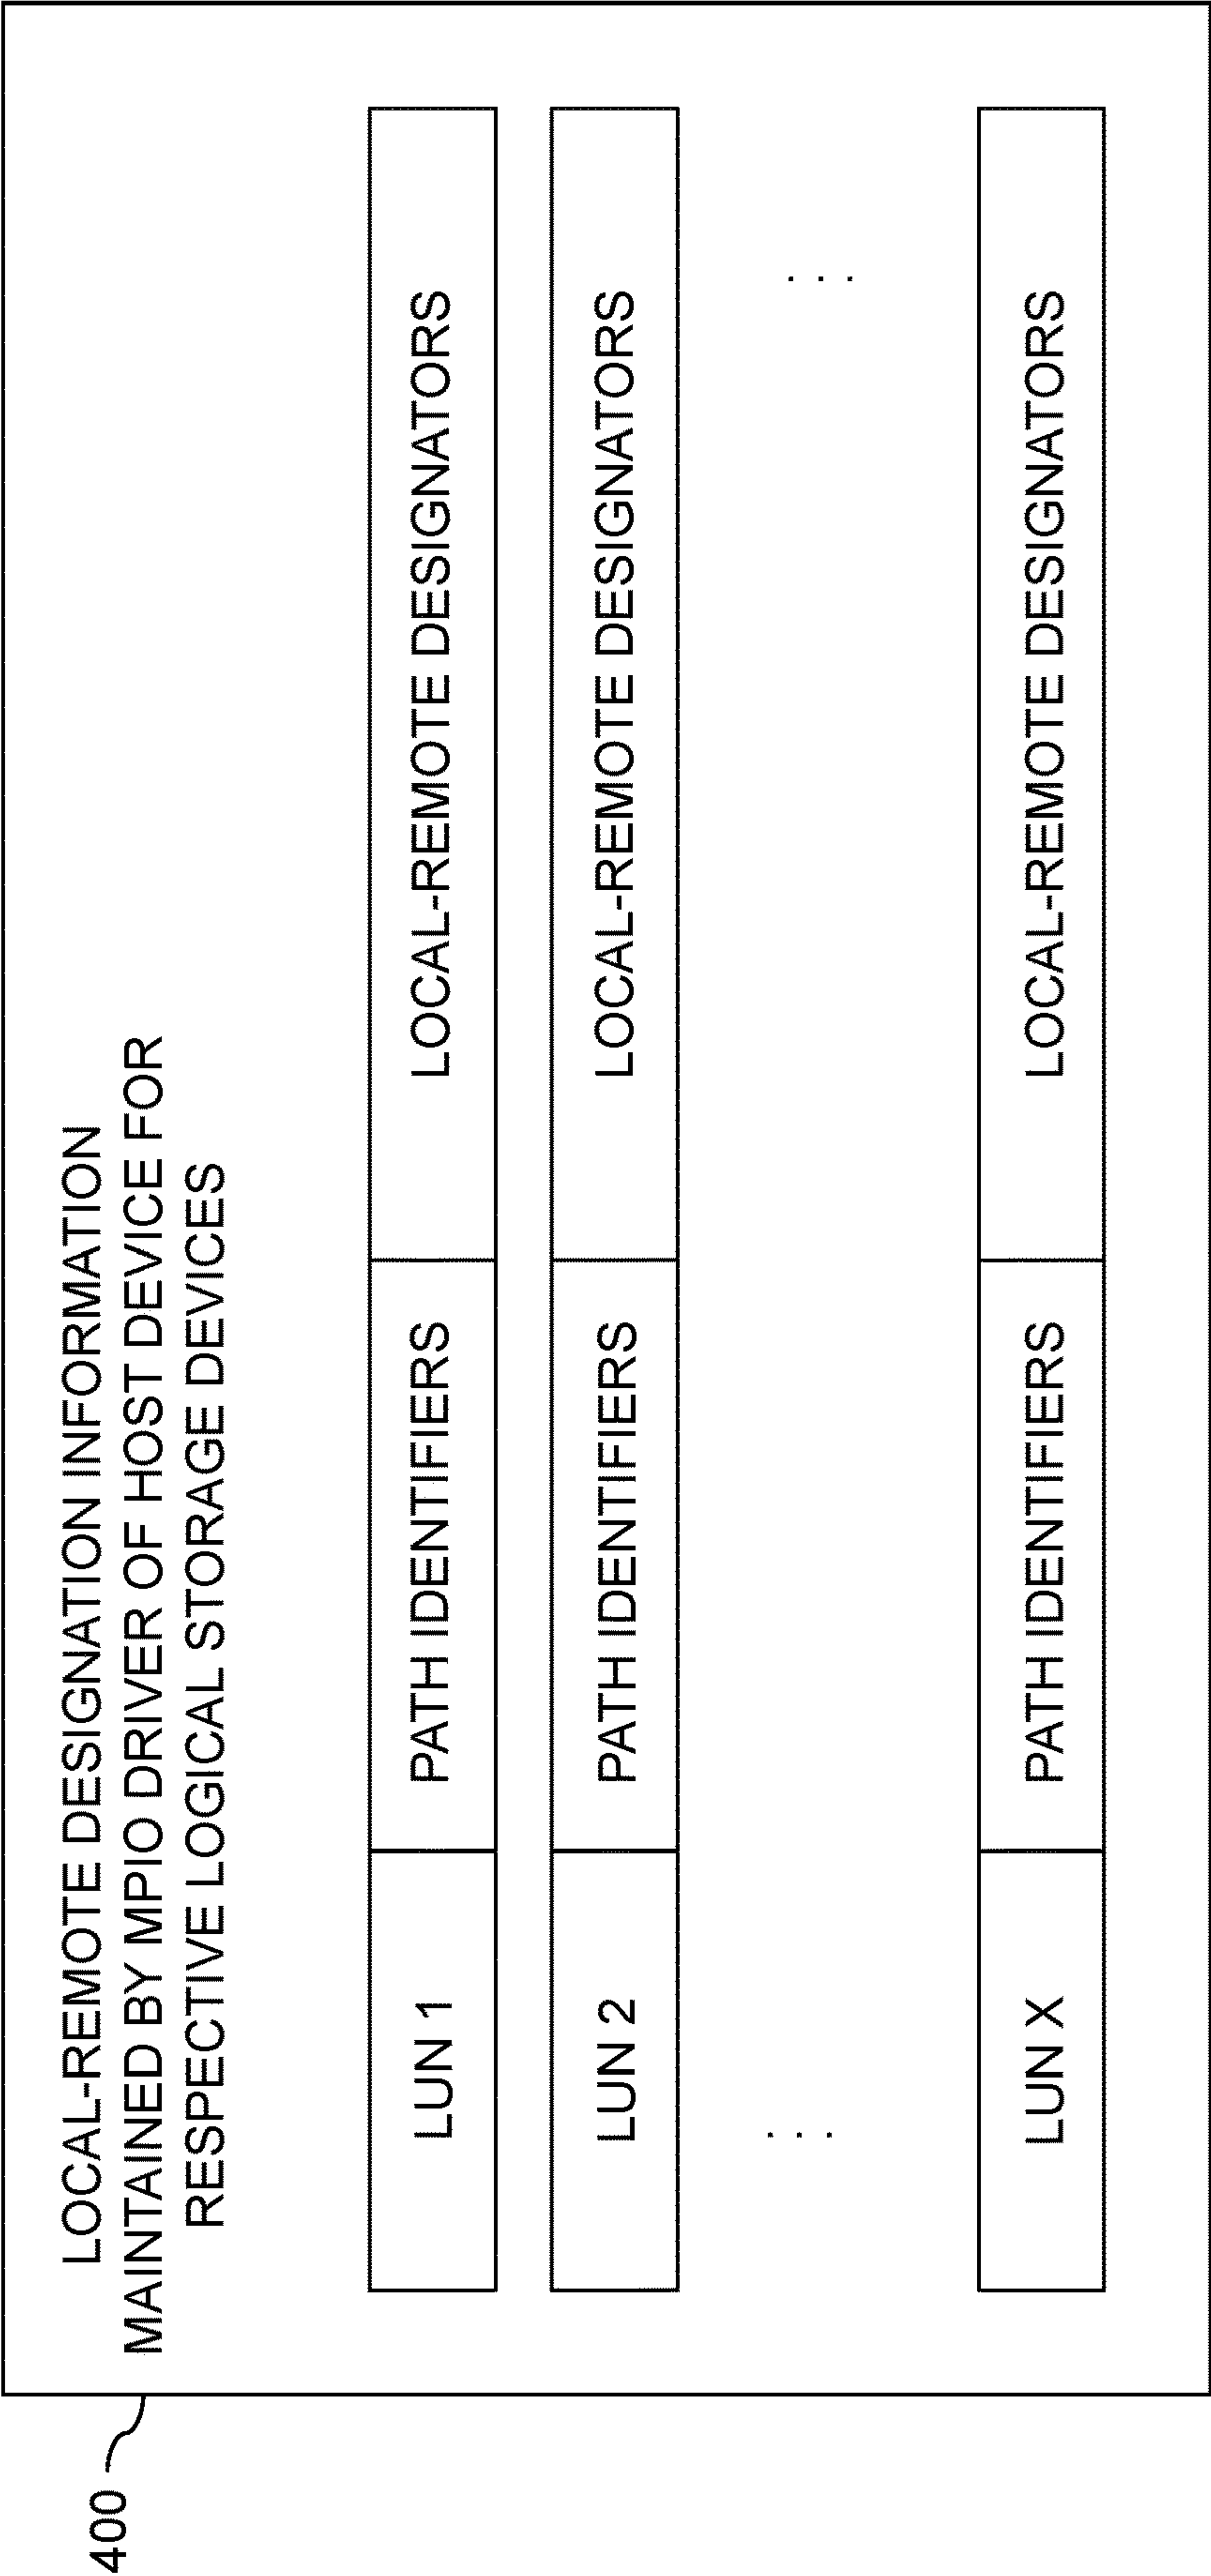 400
LOCAL-REMOTE DESIGNATION INFORMATION
MAINTAINED BY MPIO DRIVER OF HOST DEVICE FOR
RESPECTIVE LOGICAL STORAGE DEVICES
LUN 1 PATH IDENTIFIERS LOCAL-REMOTE DESIGNATORS
LUN 2 PATH IDENTIFIERS LOCAL-REMOTE DESIGNATORS
. . . . . .
LUN X PATH IDENTIFIERS LOCAL-REMOTE DESIGNATORS